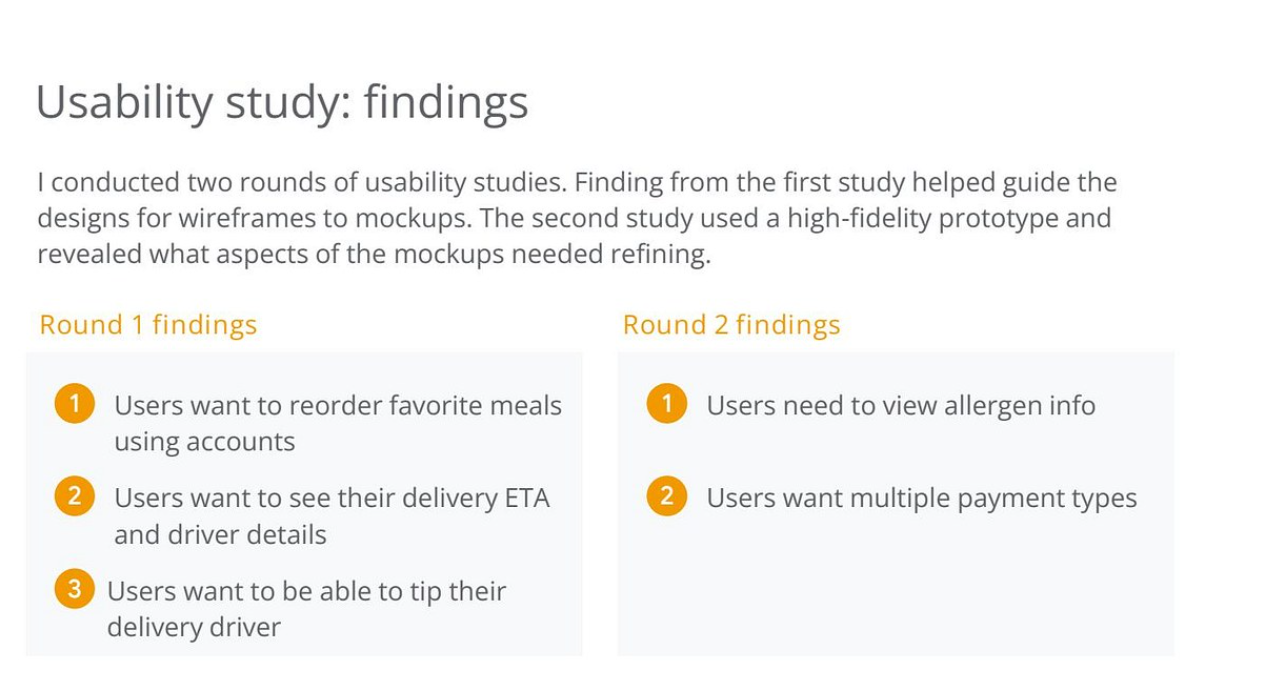 Usability study: findings
I conducted two rounds of usability studies. Finding from the first study helped guide the
designs for wireframes to mockups. The second study used a high-fidelity prototype and
revealed what aspects of the mockups needed refining.
Round 1 findings
1 Users want to reorder favorite meals
using accounts
2 Users want to see their delivery ETA
and driver details
3 Users want to be able to tip their
delivery driver
Round 2 findings
1 Users need to view allergen info
2 Users want multiple payment types